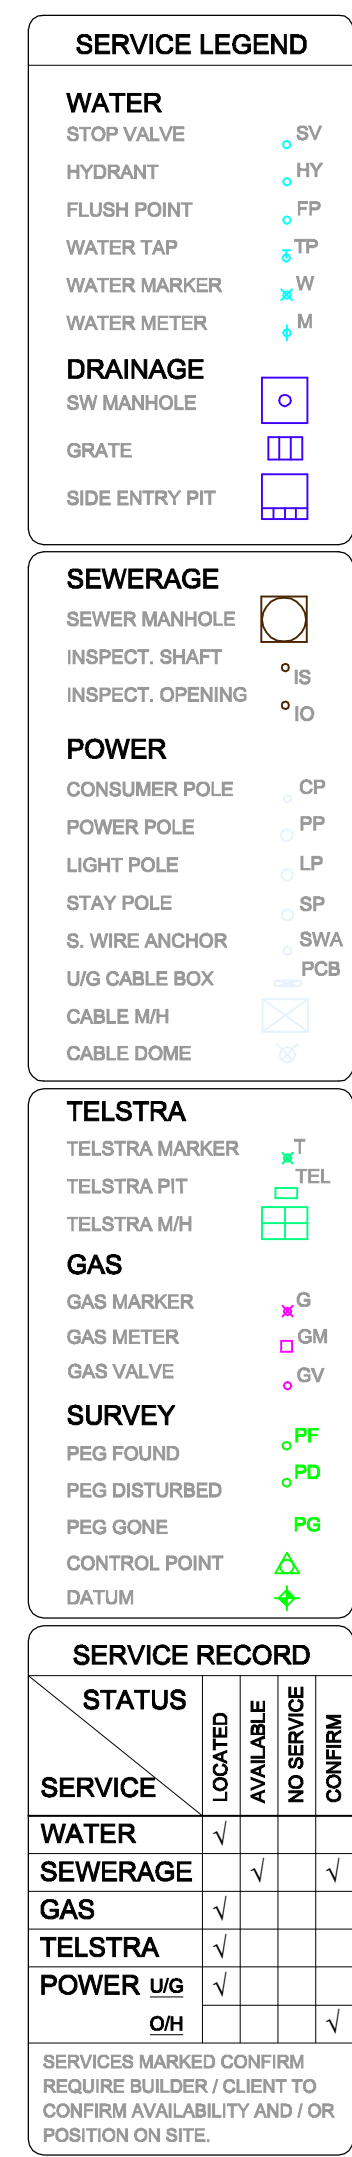 SERVICE LEGEND
WATER
STOP VALVE SV
HYDRANT HY
FLUSH POINT FP
WATER TAP TP
WATER MARKER W
WATER METER M
DRAINAGE
SW MANHOLE
GRATE
SIDE ENTRY PIT
SEWERAGE
SEWER MANHOLE
INSPECT. SHAFT IS
INSPECT. OPENING IO
POWER
CONSUMER POLE CP
POWER POLE PP
LIGHT POLE LP
STAY POLE SP
S. WIRE ANCHOR SWA
U/G CABLE BOX PCB
CABLE M/H
CABLE DOME
TELSTRA
TELSTRA MARKER T
TELSTRA PIT TEL
TELSTRA M/H
GAS
GAS MARKER G
GAS METER GM
GAS VALVE GV
SURVEY
PEG FOUND PF
PEG DISTURBED PD
PEG GONE PG
CONTROL POINT
DATUM
SERVICE RECORD
STATUS
SERVICE
LOCATED
AVAILABLE
NO SERVICE
CONFIRM
WATER √
SEWERAGE √ √
GAS √
TELSTRA √
POWER U/G √
O/H √
SERVICES MARKED CONFIRM
REQUIRE BUILDER / CLIENT TO
CONFIRM AVAILABILITY AND / OR
POSITION ON SITE.